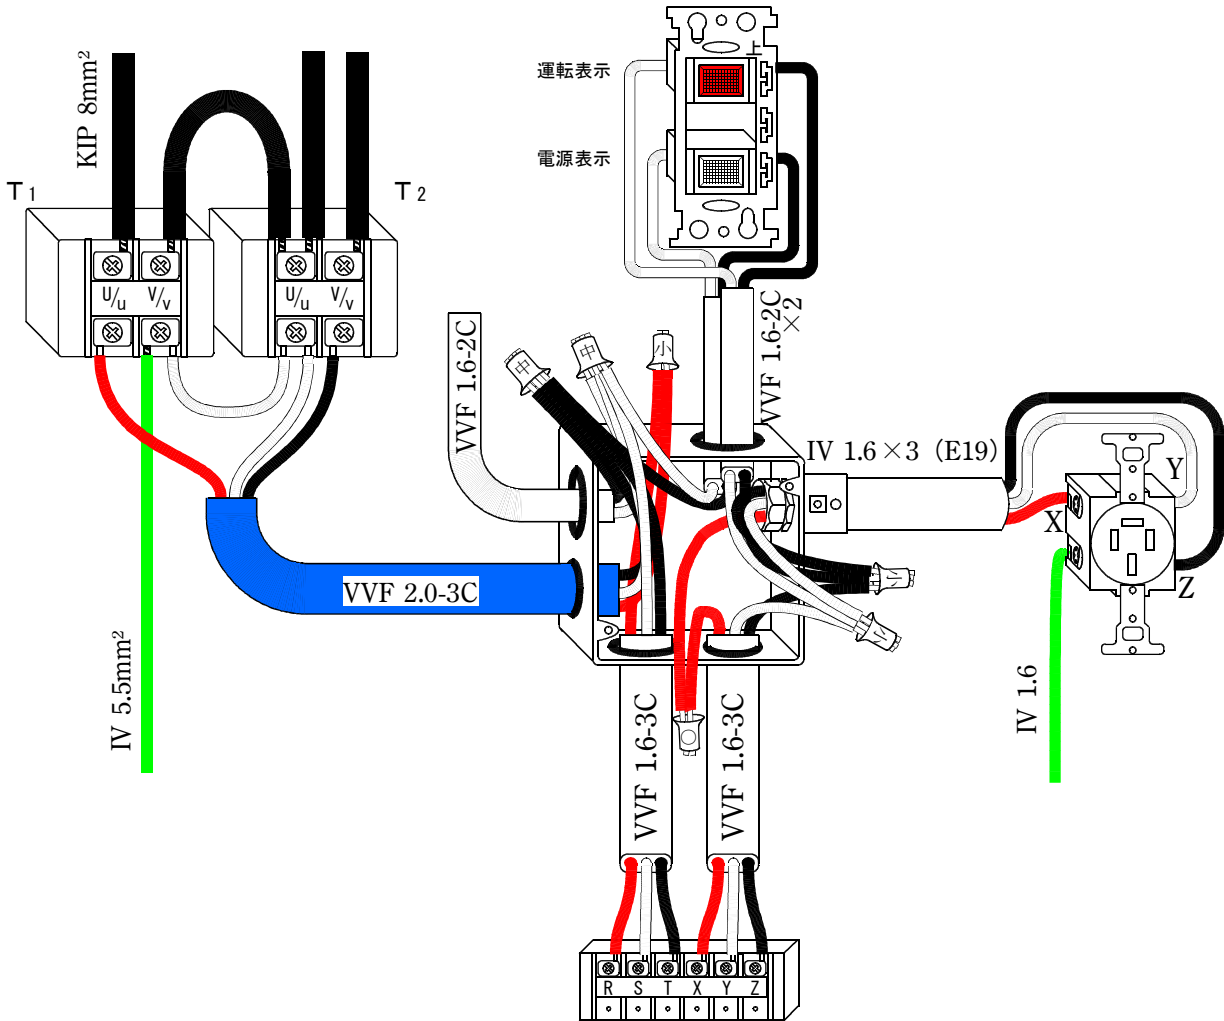 上
運転表示
電源表示
KIP 8mm²
T1
T2
U/u
V/v
U/u
V/v
VVF 1.6-2C
中
中
小
VVF 1.6-2C
×2
IV 1.6×3 (E19)
X
Y
Z
VVF 2.0-3C
小
小
○
IV 5.5mm²
IV 1.6
VVF 1.6-3C
VVF 1.6-3C
R S T X Y Z